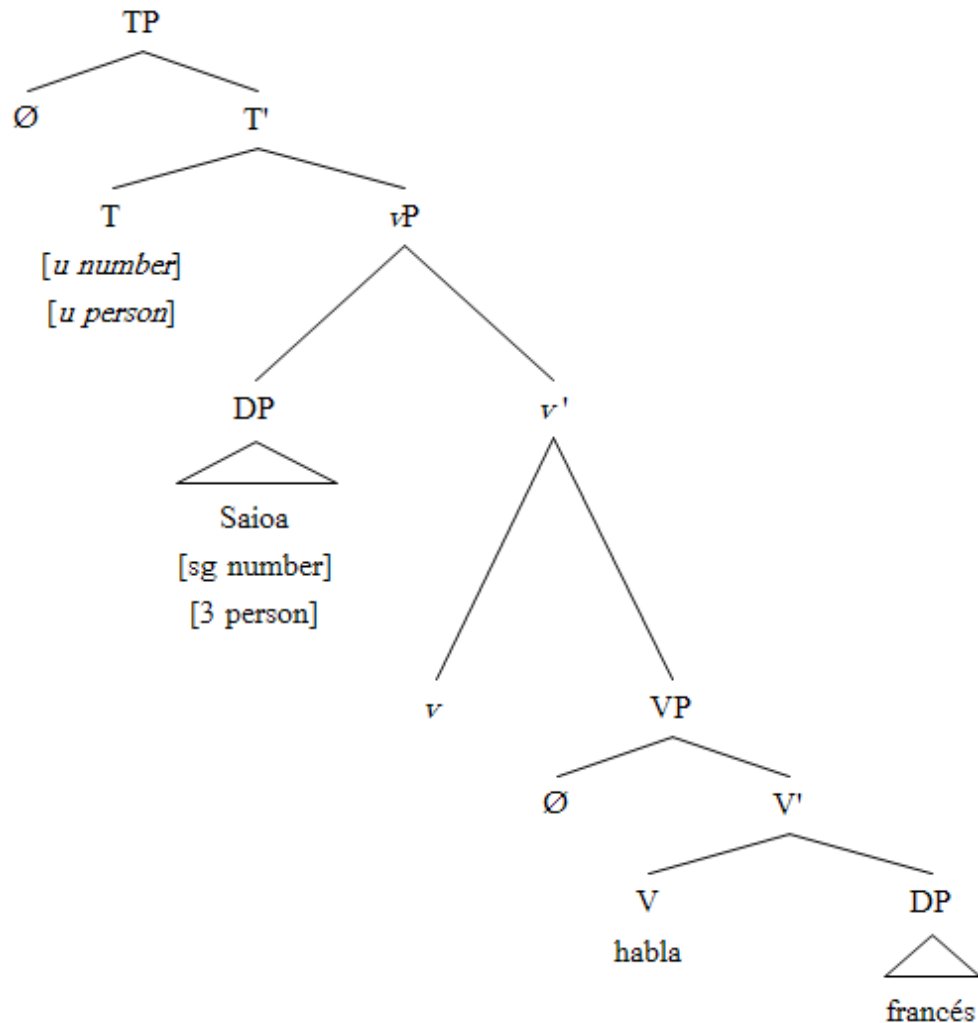 TP
Ø T'
T vP
[u number]
[u person]
DP v'
Saioa
[sg number]
[3 person]
v VP
Ø V'
V DP
habla
francés